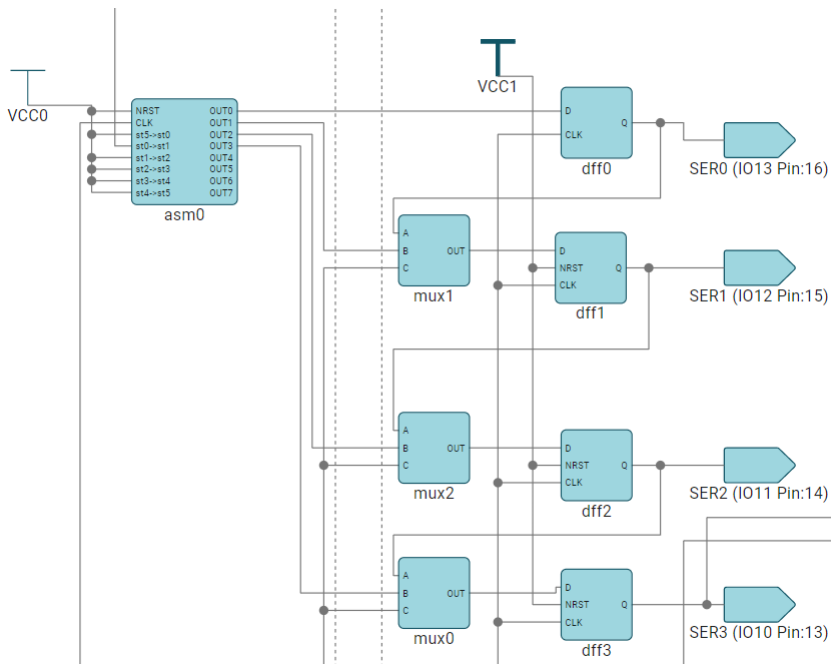 VCC0
NRST OUT0
CLK OUT1
st5->st0 OUT2
st0->st1 OUT3
st1->st2 OUT4
st2->st3 OUT5
st3->st4 OUT6
st4->st5 OUT7
asm0
VCC1
D
Q
CLK
dff0
SER0 (IO13 Pin:16)
A
B OUT
C
mux1
D
NRST Q
CLK
dff1
SER1 (IO12 Pin:15)
A
B OUT
C
mux2
D
NRST Q
CLK
dff2
SER2 (IO11 Pin:14)
A
B OUT
C
mux0
D
NRST Q
CLK
dff3
SER3 (IO10 Pin:13)